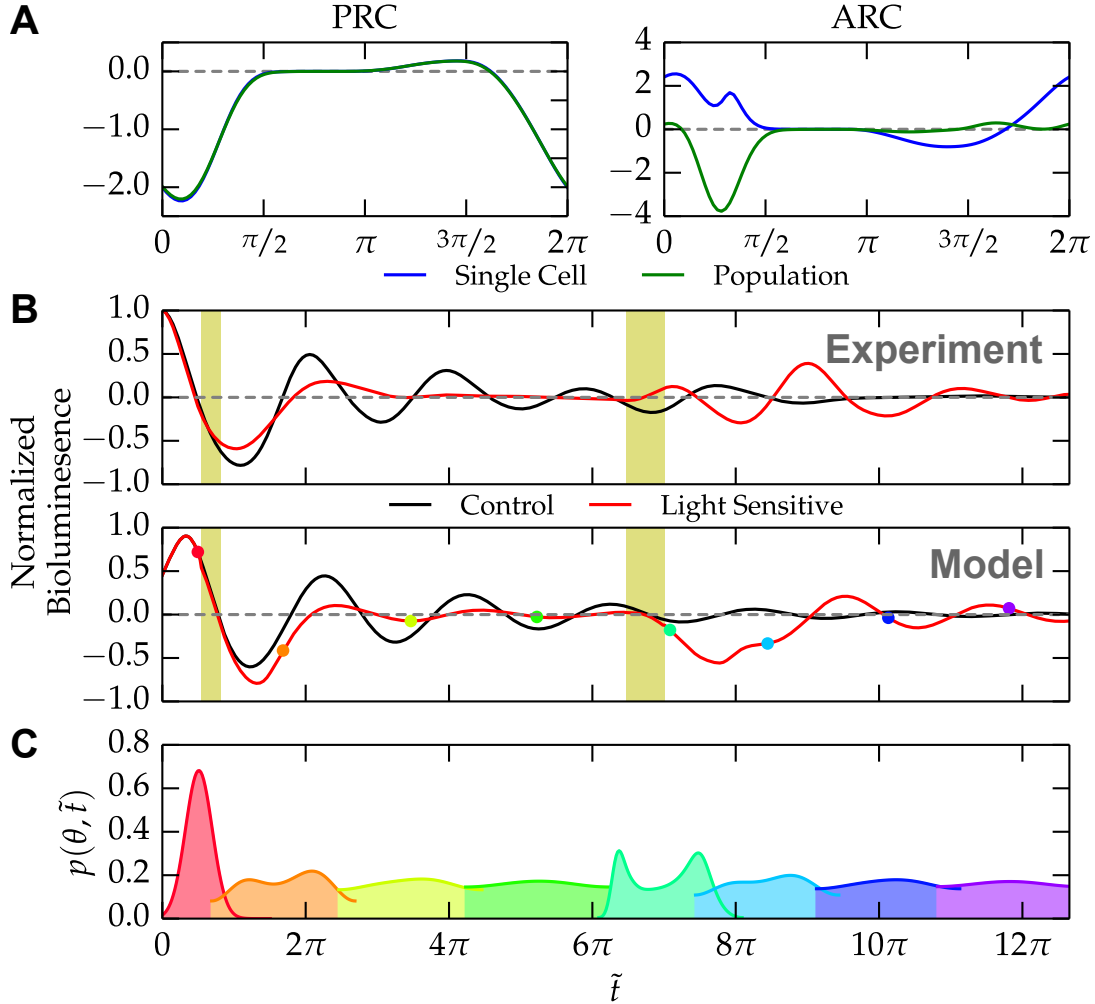 A
PRC
ARC
0.0
−1.0
−2.0
4
2
0
−2
−4
0
π/2
π
3π/2
2π
0
π/2
π
3π/2
2π
Single Cell
Population
B
1.0
0.5
0.0
−0.5
−1.0
Experiment
Normalized
Bioluminesence
Control
Light Sensitive
1.0
0.5
0.0
−0.5
−1.0
Model
C
0.8
0.6
0.4
0.2
0.0
p(θ, t̃)
0
2π
4π
6π
8π
10π
12π
t̃